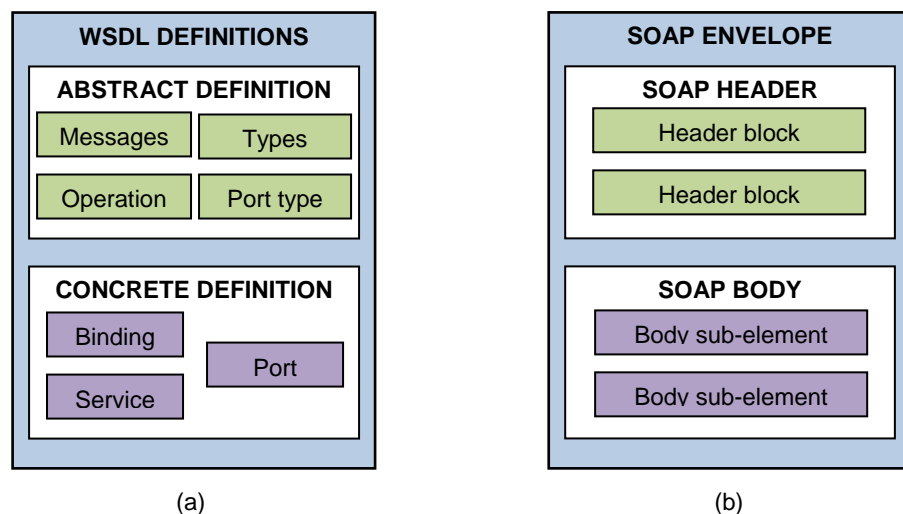 WSDL DEFINITIONS
ABSTRACT DEFINITION
Messages
Types
Operation
Port type
CONCRETE DEFINITION
Binding
Port
Service
(a)
SOAP ENVELOPE
SOAP HEADER
Header block
Header block
SOAP BODY
Body sub-element
Body sub-element
(b)